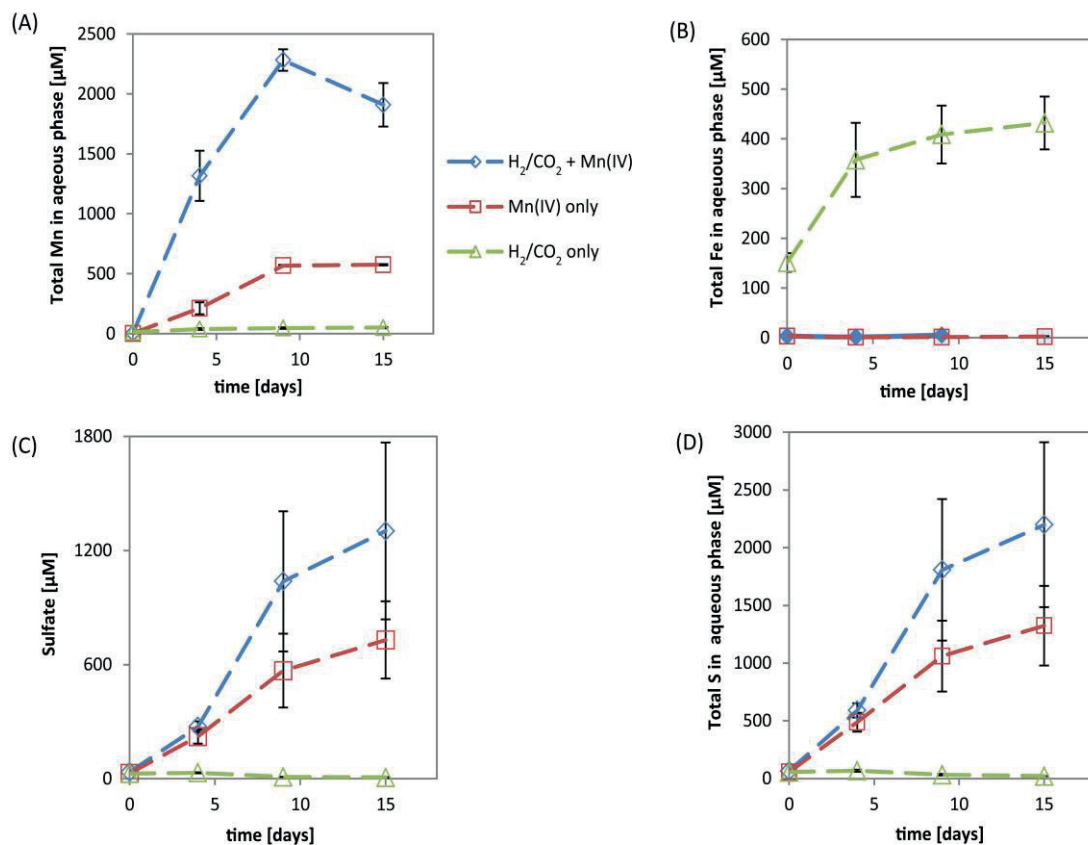 (A)
Total Mn in aqeous phase [µM]
2500
2000
1500
1000
500
0
0 5 10 15
time [days]
H₂/CO₂ + Mn(IV)
Mn(IV) only
H₂/CO₂ only
(B)
Total Fe in aqeuous phase [µM]
600
500
400
300
200
100
0
0 5 10 15
time [days]
(C)
Sulfate [µM]
1800
1200
600
0
0 5 10 15
time [days]
(D)
Total S in aqueous phase [µM]
3000
2500
2000
1500
1000
500
0
0 5 10 15
time [days]